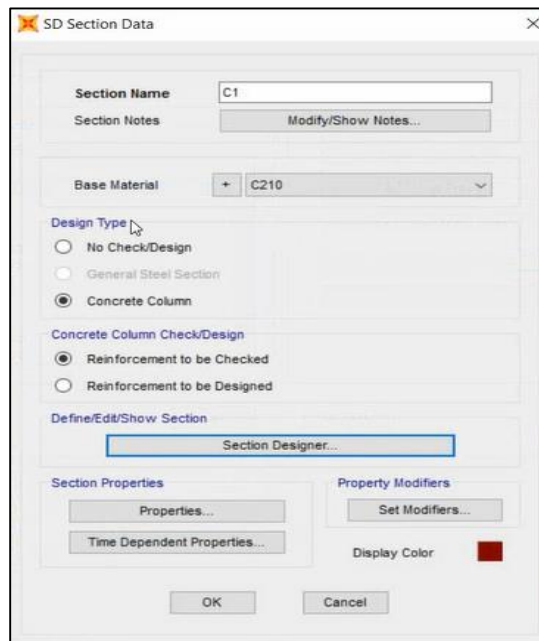 SD Section Data
Section Name C1
Section Notes Modify/Show Notes...
Base Material + C210
Design Type
No Check/Design
General Steel Section
Concrete Column
Concrete Column Check/Design
Reinforcement to be Checked
Reinforcement to be Designed
Define/Edit/Show Section
Section Designer...
Section Properties Property Modifiers
Properties... Set Modifiers...
Time Dependent Properties...
Display Color
OK Cancel